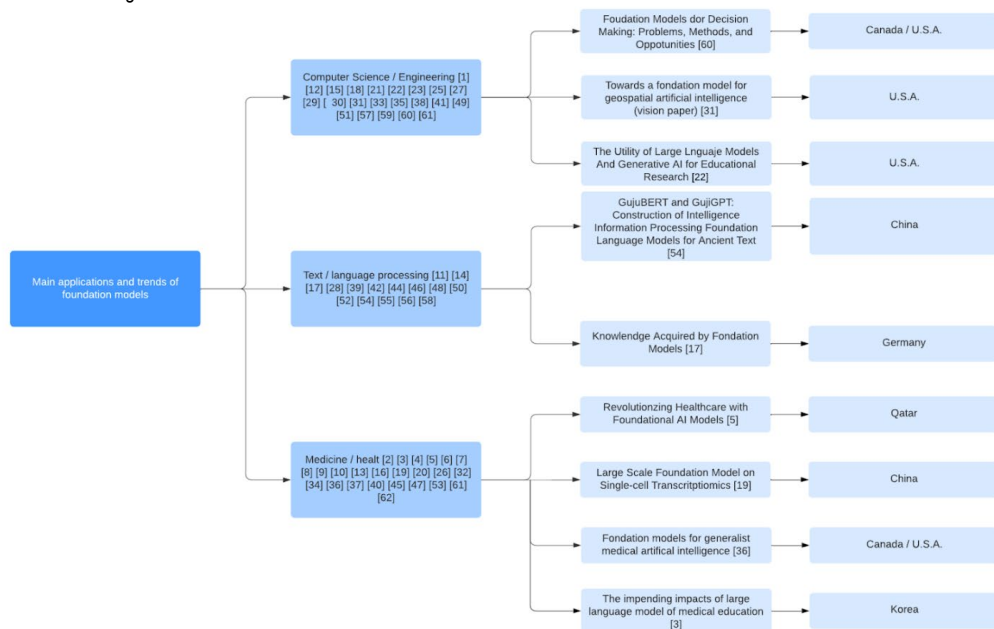 Foudation Models dor Decision
Making: Problems, Methods, and
Oppotunities [60]
Canada / U.S.A.
Computer Science / Engineering [1]
[12] [15] [18] [21] [22] [23] [25] [27]
[29] [ 30] [31] [33] [35] [38] [41] [49]
[51] [57] [59] [60] [61]
Towards a fondation model for
geospatial artificial intelligence
(vision paper) [31]
U.S.A.
The Utility of Large Lnguaje Models
And Generative AI for Educational
Research [22]
U.S.A.
Main applications and trends of
foundation models
Text / language processing [11] [14]
[17] [28] [39] [42] [44] [46] [48] [50]
[52] [54] [55] [56] [58]
GujuBERT and GujiGPT:
Construction of Intelligence
Information Processing Foundation
Language Models for Ancient Text
[54]
China
Knowlendge Acquired by Fondation
Models [17]
Germany
Medicine / healt [2] [3] [4] [5] [6] [7]
[8] [9] [10] [13] [16] [19] [20] [26] [32]
[34] [36] [37] [40] [45] [47] [53] [61]
[62]
Revolutionzing Healthcare with
Foundational AI Models [5]
Qatar
Large Scale Foundation Model on
Single-cell Transcritptiomics [19]
China
Fondation models for generalist
medical artifical intelligence [36]
Canada / U.S.A.
The impending impacts of large
language model of medical education
[3]
Korea